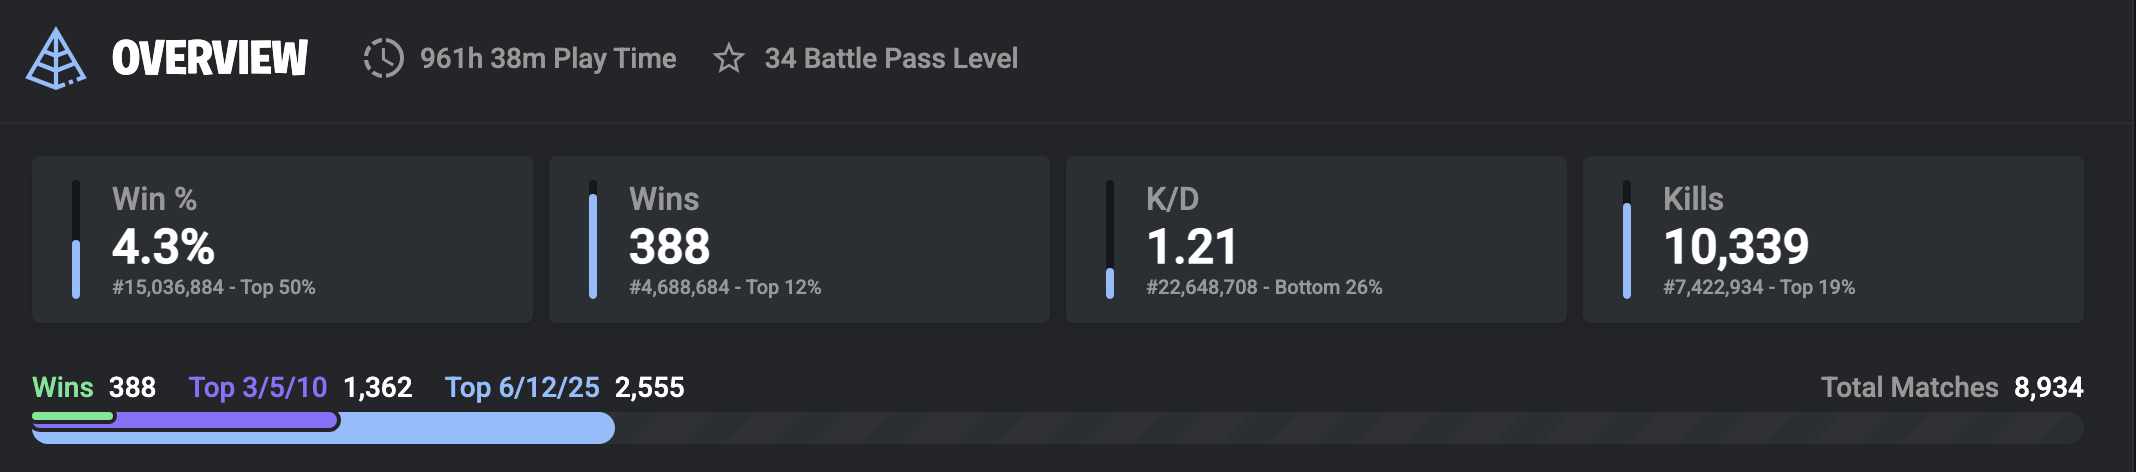 OVERVIEW 961h 38m Play Time 34 Battle Pass Level
Win %
4.3%
#15,036,884 - Top 50%
Wins
388
#4,688,684 - Top 12%
K/D
1.21
#22,648,708 - Bottom 26%
Kills
10,339
#7,422,934 - Top 19%
Wins 388 Top 3/5/10 1,362 Top 6/12/25 2,555 Total Matches 8,934